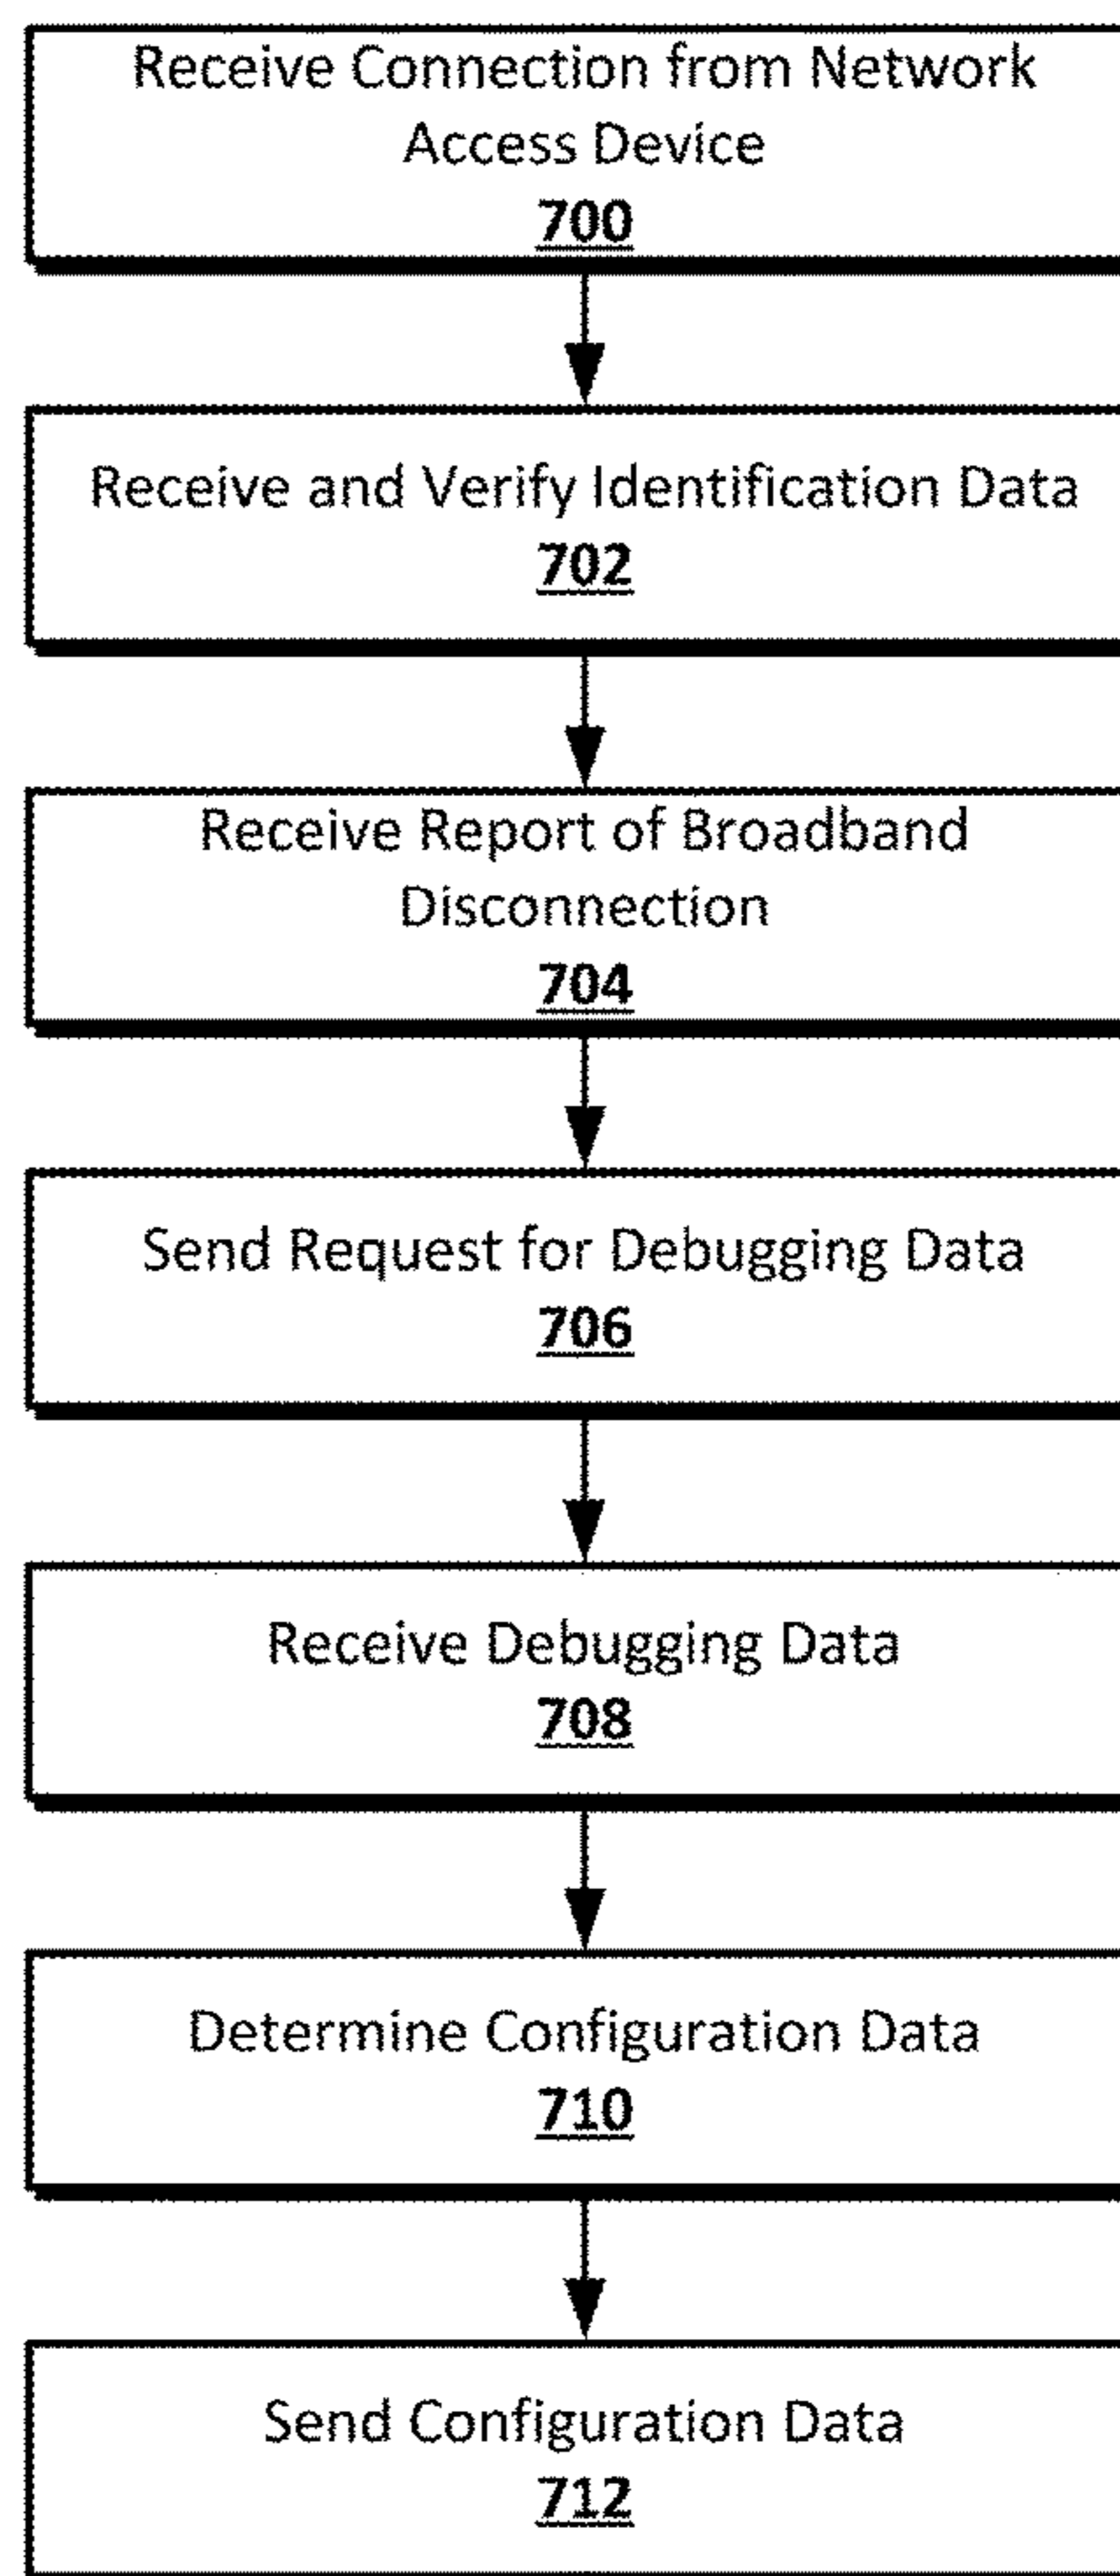 Receive Connection from Network
Access Device
700
Receive and Verify Identification Data
702
Receive Report of Broadband
Disconnection
704
Send Request for Debugging Data
706
Receive Debugging Data
708
Determine Configuration Data
710
Send Configuration Data
712